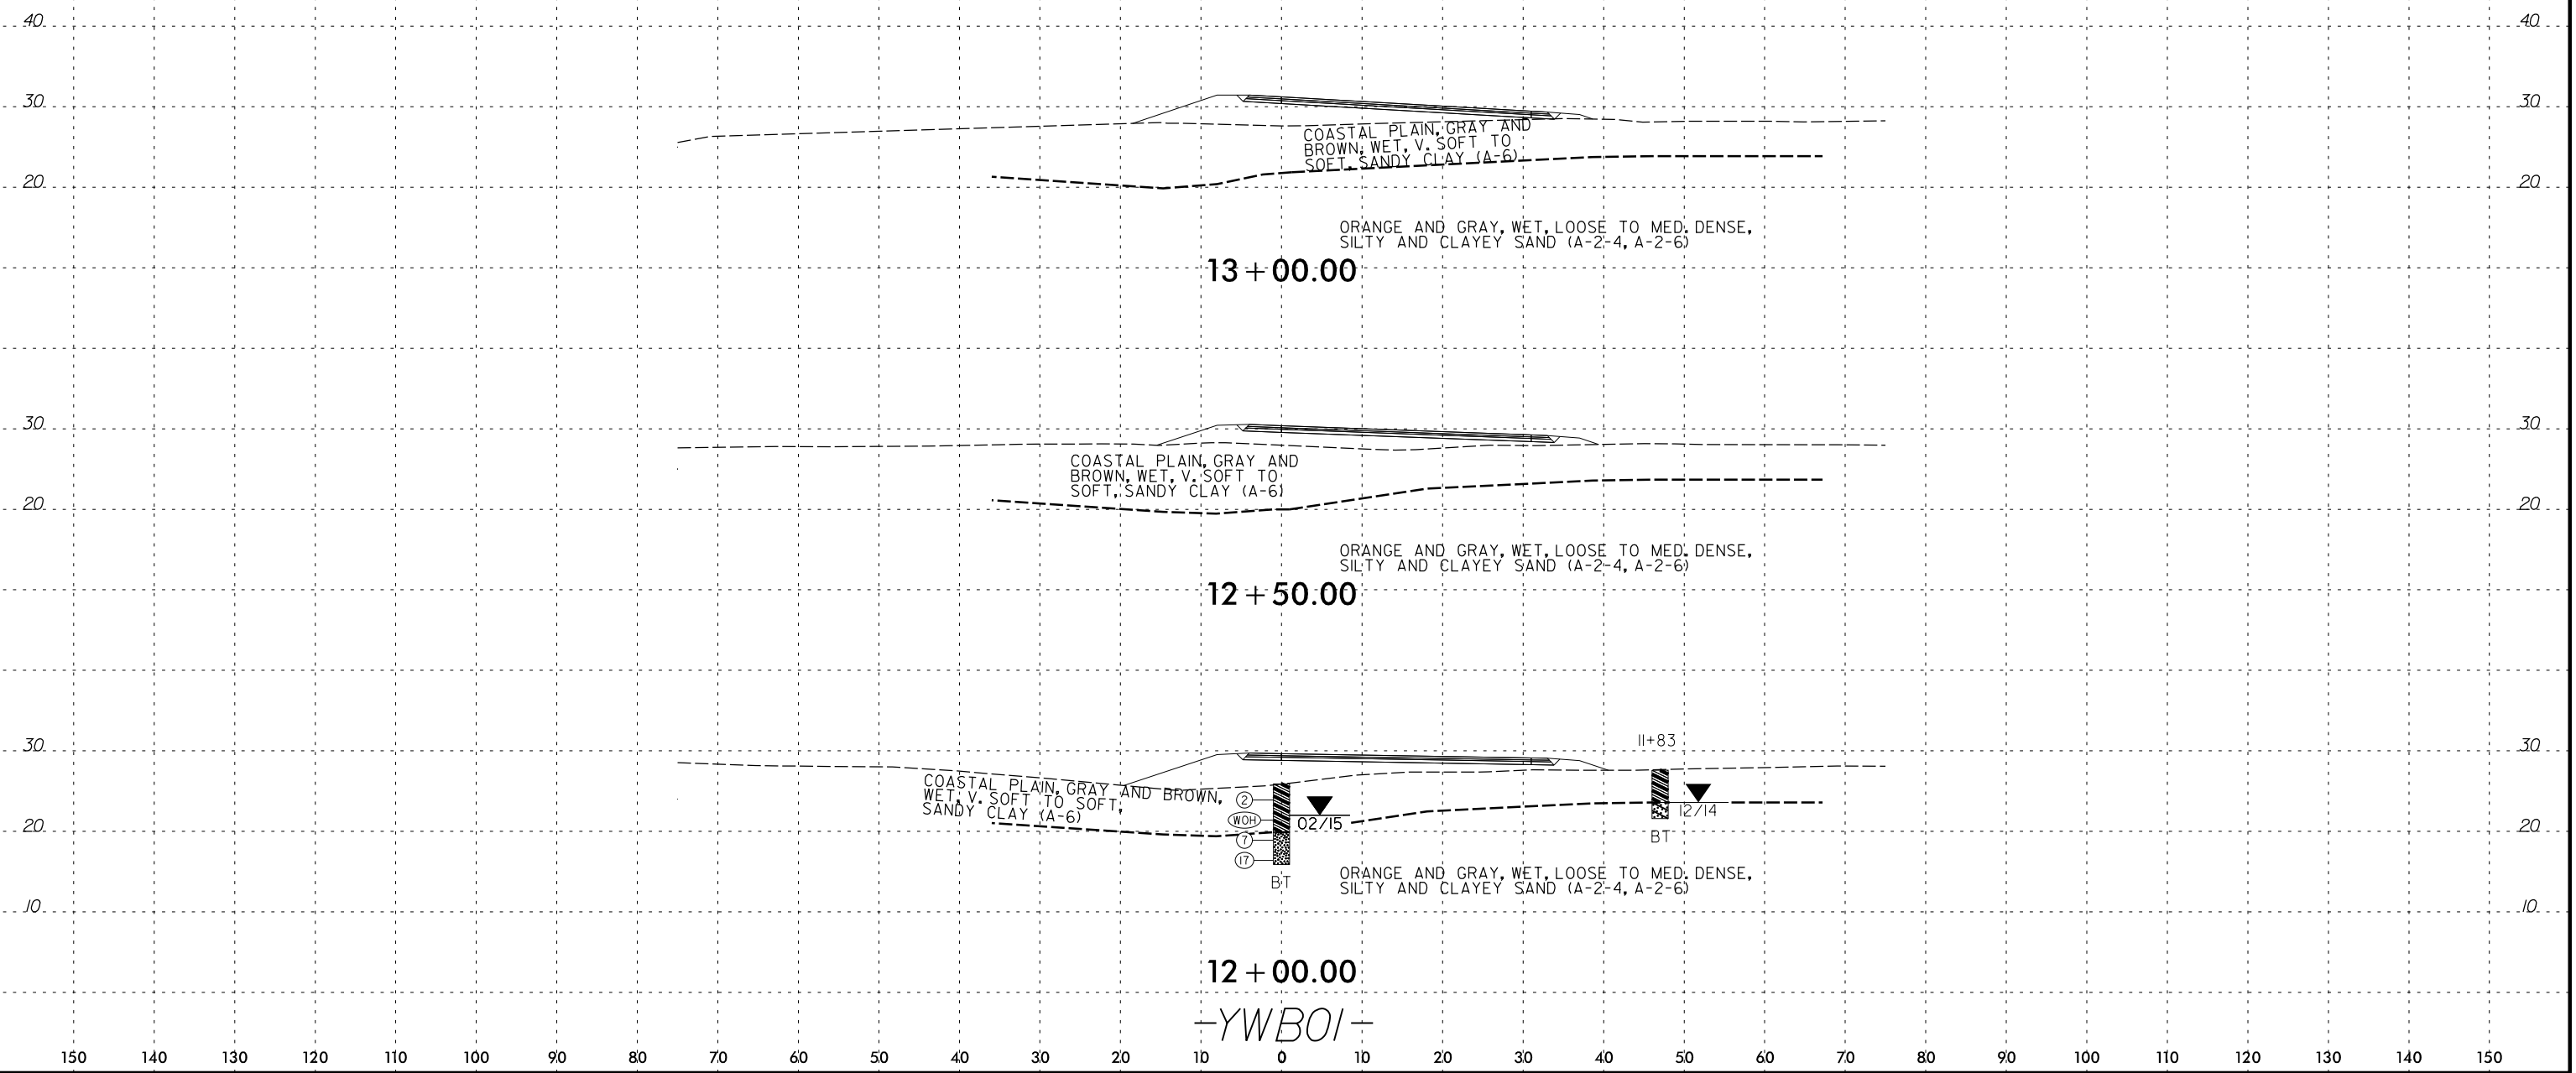 40 40
30 30
COASTAL PLAIN, GRAY AND
BROWN, WET, V. SOFT TO
SOFT, SANDY CLAY (A-6)
20 20
ORANGE AND GRAY, WET, LOOSE TO MED. DENSE,
SILTY AND CLAYEY SAND (A-2-4, A-2-6)
13+00.00
30 30
COASTAL PLAIN, GRAY AND
BROWN, WET, V. SOFT TO
SOFT, SANDY CLAY (A-6)
20 20
ORANGE AND GRAY, WET, LOOSE TO MED. DENSE,
SILTY AND CLAYEY SAND (A-2-4, A-2-6)
12+50.00
30 30
11+83
COASTAL PLAIN, GRAY AND BROWN,
WET, V. SOFT TO SOFT,
SANDY CLAY (A-6)
2
WOH
7
17
02/15
12/14
20 20
BT
BT
ORANGE AND GRAY, WET, LOOSE TO MED. DENSE,
SILTY AND CLAYEY SAND (A-2-4, A-2-6)
10 10
12+00.00
-YWB01-
150 140 130 120 110 100 90 80 70 60 50 40 30 20 10 0 10 20 30 40 50 60 70 80 90 100 110 120 130 140 150